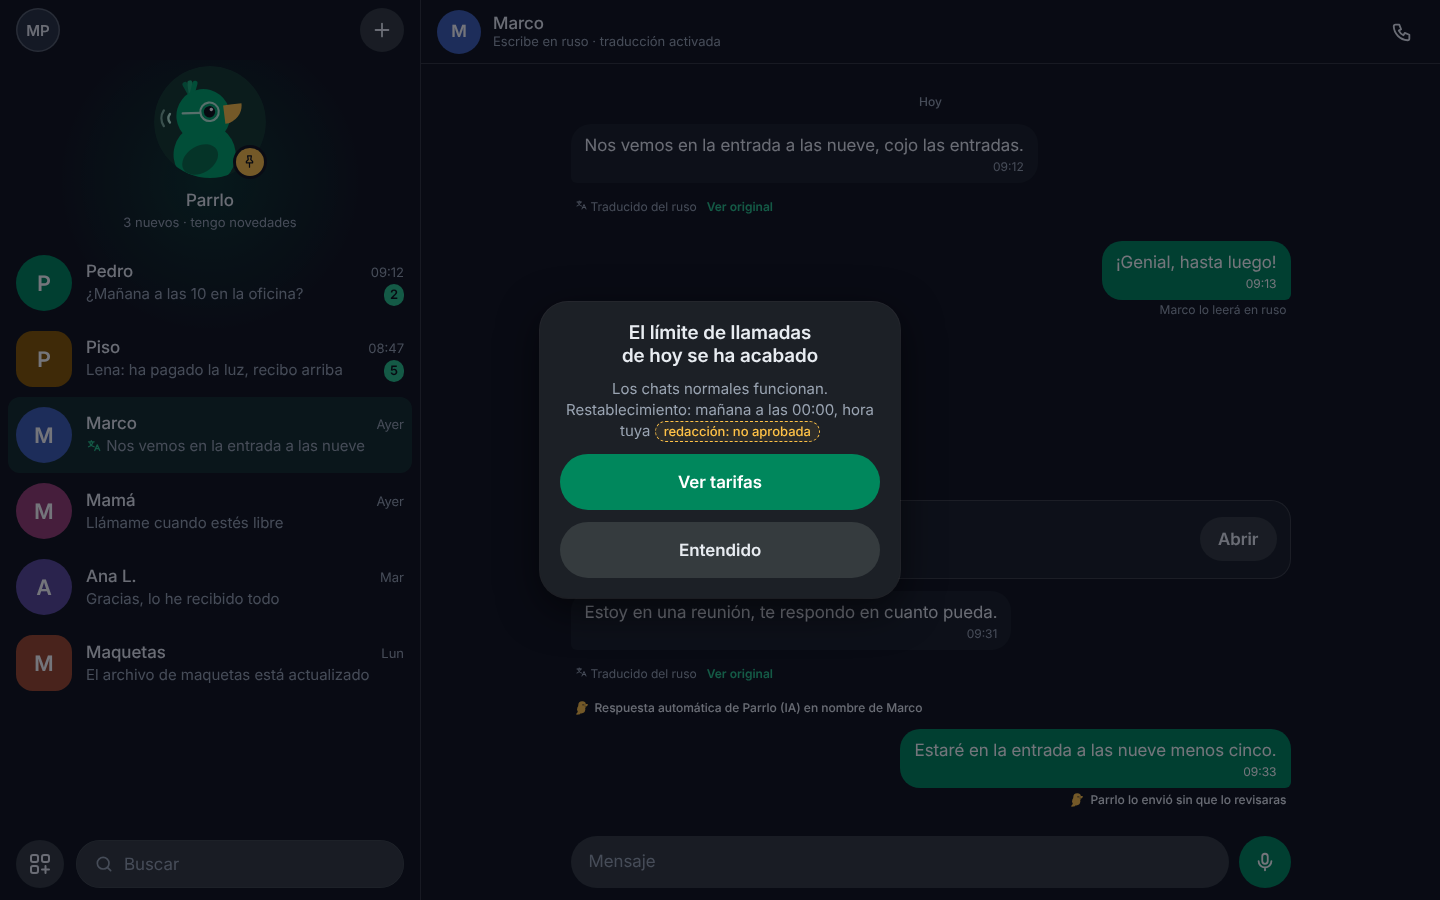 MP
Parrlo
3 nuevos · tengo novedades
P
Pedro
09:12
¿Mañana a las 10 en la oficina?
2
P
Piso
08:47
Lena: ha pagado la luz, recibo arriba
5
M
Marco
Ayer
Nos vemos en la entrada a las nueve
M
Mamá
Ayer
Llámame cuando estés libre
A
Ana L.
Mar
Gracias, lo he recibido todo
M
Maquetas
Lun
El archivo de maquetas está actualizado
Buscar
M
Marco
Escribe en ruso · traducción activada
Hoy
Nos vemos en la entrada a las nueve, cojo las entradas.
09:12
Traducido del ruso Ver original
¡Genial, hasta luego!
09:13
Marco lo leerá en ruso
El límite de llamadas
de hoy se ha acabado
Los chats normales funcionan.
Restablecimiento: mañana a las 00:00, hora
tuya redacción: no aprobada
Ver tarifas
Entendido
Abrir
Estoy en una reunión, te respondo en cuanto pueda.
09:31
Traducido del ruso Ver original
Respuesta automática de Parrlo (IA) en nombre de Marco
Estaré en la entrada a las nueve menos cinco.
09:33
Parrlo lo envió sin que lo revisaras
Mensaje